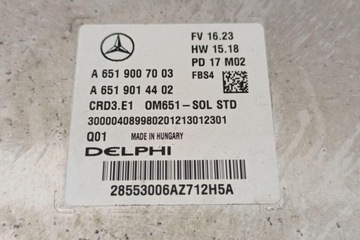 FV 16.23
HW 15.18
PD 17 M02
FBS4
A 651 900 70 03
A 651 901 44 02
CRD3.E1 OM651-SOL STD
30000408998020121301​2301
Q01 MADE IN HUNGARY
DELPHI
28553006AZ712H5A